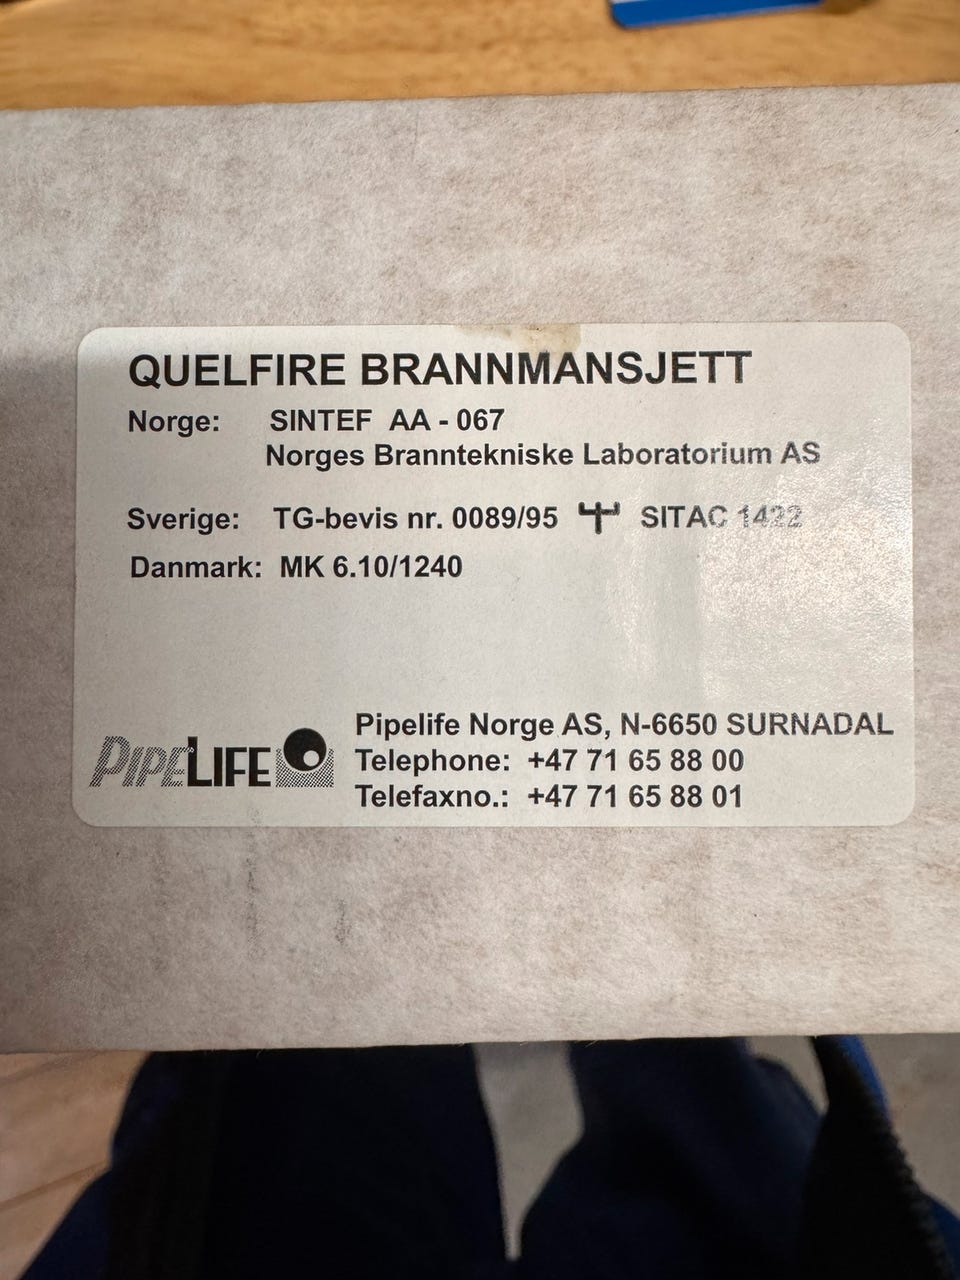 QUELFIRE BRANNMANSJETT
Norge: SINTEF AA - 067
Norges Branntekniske Laboratorium AS
Sverige: TG-bevis nr. 0089/95 SITAC 1422
Danmark: MK 6.10/1240
PIPELIFE
Pipelife Norge AS, N-6650 SURNADAL
Telephone: +47 71 65 88 00
Telefaxno.: +47 71 65 88 01